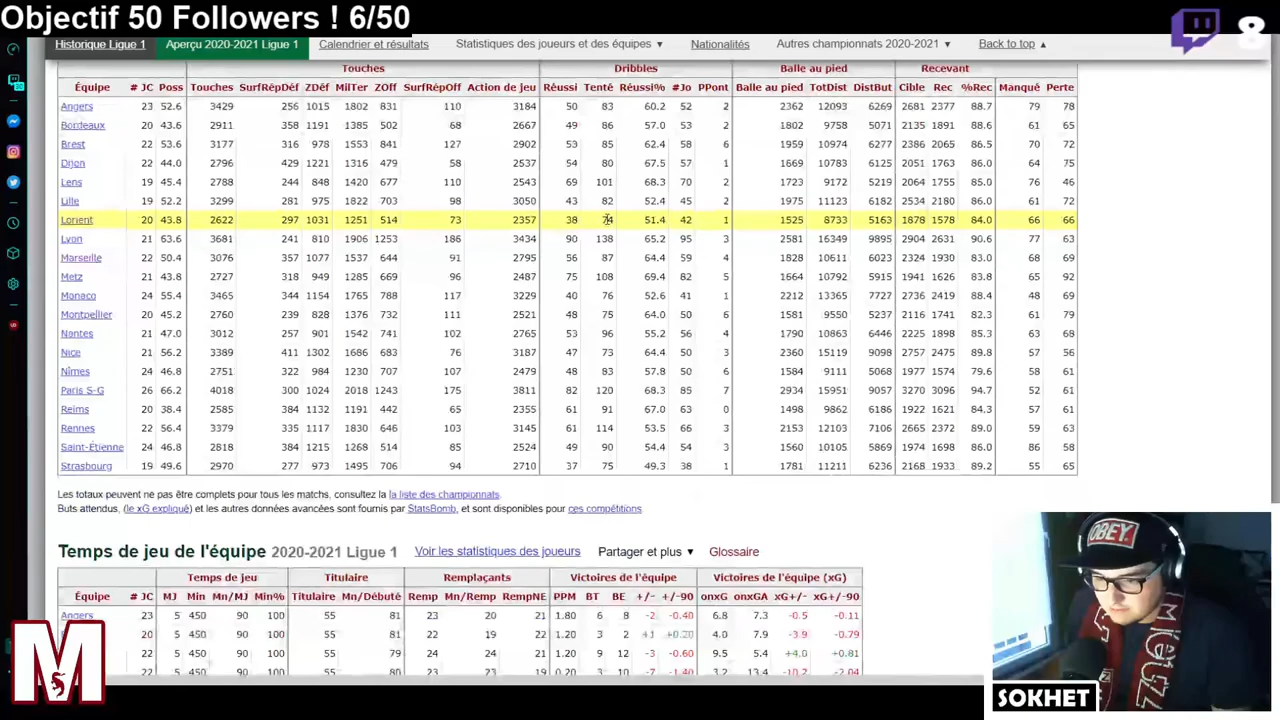 Objectif 50 Followers ! 6/50
8
Historique Ligue 1 Aperçu 2020-2021 Ligue 1 Calendrier et résultats Statistiques des joueurs et des équipes ▼ Nationalités Autres championnats 2020-2021 ▼ Back to top ▲
Touches Dribbles Balle au pied Recevant
Équipe # JC Poss Touches SurfRépDéf ZDéf MilTer ZOff SurfRépOff Action de jeu Réussi Tenté Réussi% #Jo PPont Balle au pied TotDist DistBut Cible Rec %Rec Manqué Perte
Angers 23 52.6 3429 256 1015 1802 831 110 3184 50 83 60.2 52 2 2362 12093 6269 2681 2377 88.7 79 78
Bordeaux 20 43.6 2911 358 1191 1385 502 68 2667 49 86 57.0 53 2 1802 9758 5071 2135 1891 88.6 61 65
Brest 22 53.6 3177 316 978 1553 841 127 2902 53 85 62.4 58 6 1959 10974 6277 2386 2065 86.5 70 72
Dijon 22 44.0 2796 429 1221 1316 479 58 2537 54 80 67.5 57 1 1669 10783 6125 2051 1763 86.0 64 75
Lens 19 45.4 2788 244 848 1420 677 110 2543 69 101 68.3 70 2 1723 9172 5219 2064 1755 85.0 76 46
Lille 19 52.2 3299 281 975 1822 703 98 3050 43 82 52.4 45 2 1975 11123 6182 2534 2180 86.0 71 60
Lorient 20 43.8 2622 297 1031 1251 514 73 2357 38 74 51.4 42 1 1525 8733 5163 1878 1578 84.0 66 66
Lyon 21 63.6 3681 241 810 1906 1253 186 3434 90 138 65.2 95 3 2581 16349 9895 2904 2631 90.6 77 63
Marseille 22 50.4 3076 357 1077 1537 644 91 2795 56 87 64.4 59 4 1828 10611 6023 2324 1930 83.0 68 69
Metz 21 43.8 2727 318 949 1285 669 96 2487 75 108 69.4 82 5 1664 10792 5915 1941 1626 83.8 65 92
Monaco 24 55.4 3465 344 1154 1765 788 117 3229 40 76 52.6 41 1 2212 13365 7727 2736 2419 88.4 48 69
Montpellier 20 45.2 2760 239 828 1376 732 111 2521 48 75 64.0 50 6 1581 9550 5237 2116 1741 82.3 61 79
Nantes 21 47.0 3012 257 901 1542 741 102 2765 53 96 55.2 56 4 1790 10863 6446 2225 1898 85.3 63 68
Nice 21 56.2 3389 411 1302 1686 683 76 3187 47 73 64.4 50 3 2360 15119 9098 2757 2475 89.8 57 56
Nîmes 24 46.8 2751 322 984 1230 707 107 2479 48 83 57.8 50 6 1584 9111 5068 1977 1574 79.6 58 61
Paris S-G 26 66.2 4018 300 1024 2018 1243 175 3811 82 120 68.3 85 7 2934 15951 9057 3270 3096 94.7 52 61
Reims 20 38.4 2585 384 1132 1191 442 65 2355 61 91 67.0 63 0 1498 9862 6186 1922 1621 84.3 57 61
Rennes 22 56.4 3379 335 1117 1830 646 103 3145 61 114 53.5 66 3 2153 12103 7106 2665 2372 89.0 59 63
Saint-Étienne 24 46.8 2818 384 1215 1268 514 85 2524 49 90 54.4 54 3 1560 10105 5869 1974 1698 86.0 86 58
Strasbourg 19 49.6 2970 277 973 1495 706 94 2710 37 75 49.3 38 1 1781 11211 6236 2168 1933 89.2 55 65
Les totaux peuvent ne pas être complets pour tous les matchs, consultez la liste des championnats.
Buts attendus, (le xG expliqué) et les autres données avancées sont fournis par StatsBomb, et sont disponibles pour ces compétitions
Temps de jeu de l'équipe 2020-2021 Ligue 1 Voir les statistiques des joueurs Partager et plus ▼ Glossaire
Temps de jeu Titulaire Remplaçants Victoires de l'équipe Victoires de l'équipe (xG)
Équipe # JC MJ Min Mn/MJ Min% Titulaire Mn/Débuté Remp Mn/Remp RempNE PPM BT BE +/- +/-90 onxG onxGA xG+/- xG+/-90
Angers 23 5 450 90 100 55 81 23 20 21 1.80 6 8 -2 -0.40 6.8 7.3 -0.5 -0.11
20 5 450 90 100 55 81 22 19 22 1.20 3 2 +1 +0.20 4.0 7.9 -3.9 -0.79
22 5 450 90 100 55 79 24 24 21 1.20 9 12 -3 -0.60 9.5 5.4 +4.0 +0.81
22 5 450 90 100 55 80 22 23 19 0.20 3 -7 -1.40 3.2 13.4 -10.2 -2.04
OBEY
METZ
M
SOKHET